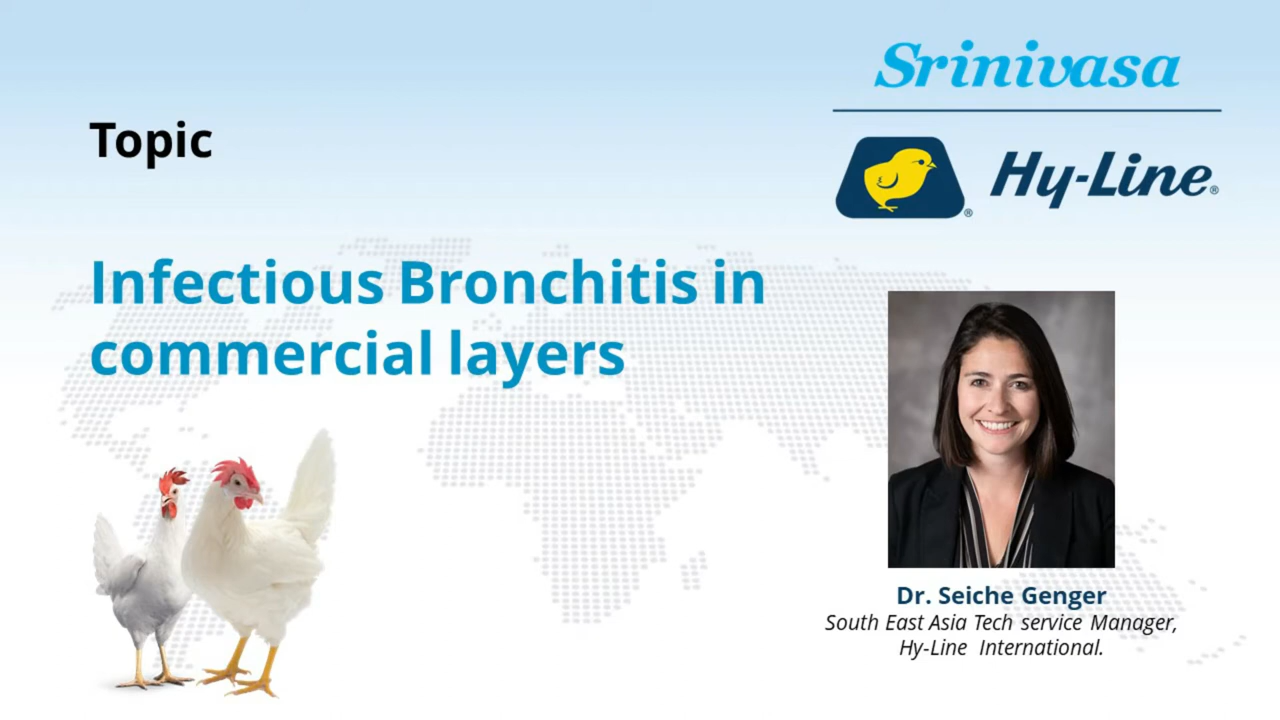 Topic
Infectious Bronchitis in
commercial layers
Srinivasa
Hy-Line®
Dr. Seiche Genger
South East Asia Tech service Manager,
Hy-Line International.